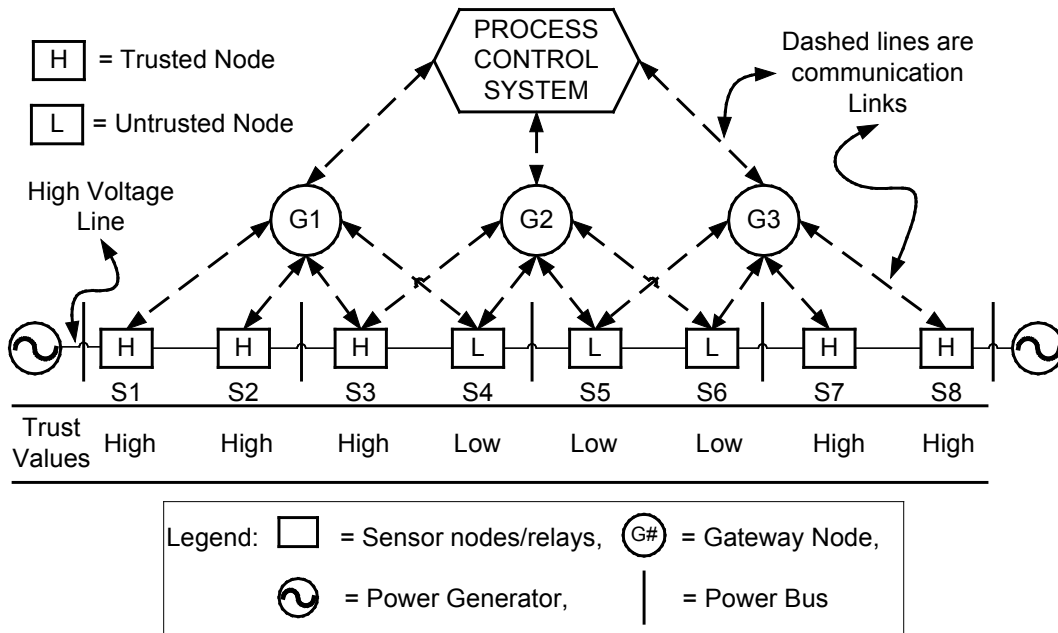 PROCESS
CONTROL
SYSTEM
H = Trusted Node
L = Untrusted Node
Dashed lines are
communication
Links
High Voltage
Line
G1 G2 G3
H H H L L L H H
S1 S2 S3 S4 S5 S6 S7 S8
Trust
Values
High High High Low Low Low High High
Legend: = Sensor nodes/relays, G# = Gateway Node,
= Power Generator, = Power Bus